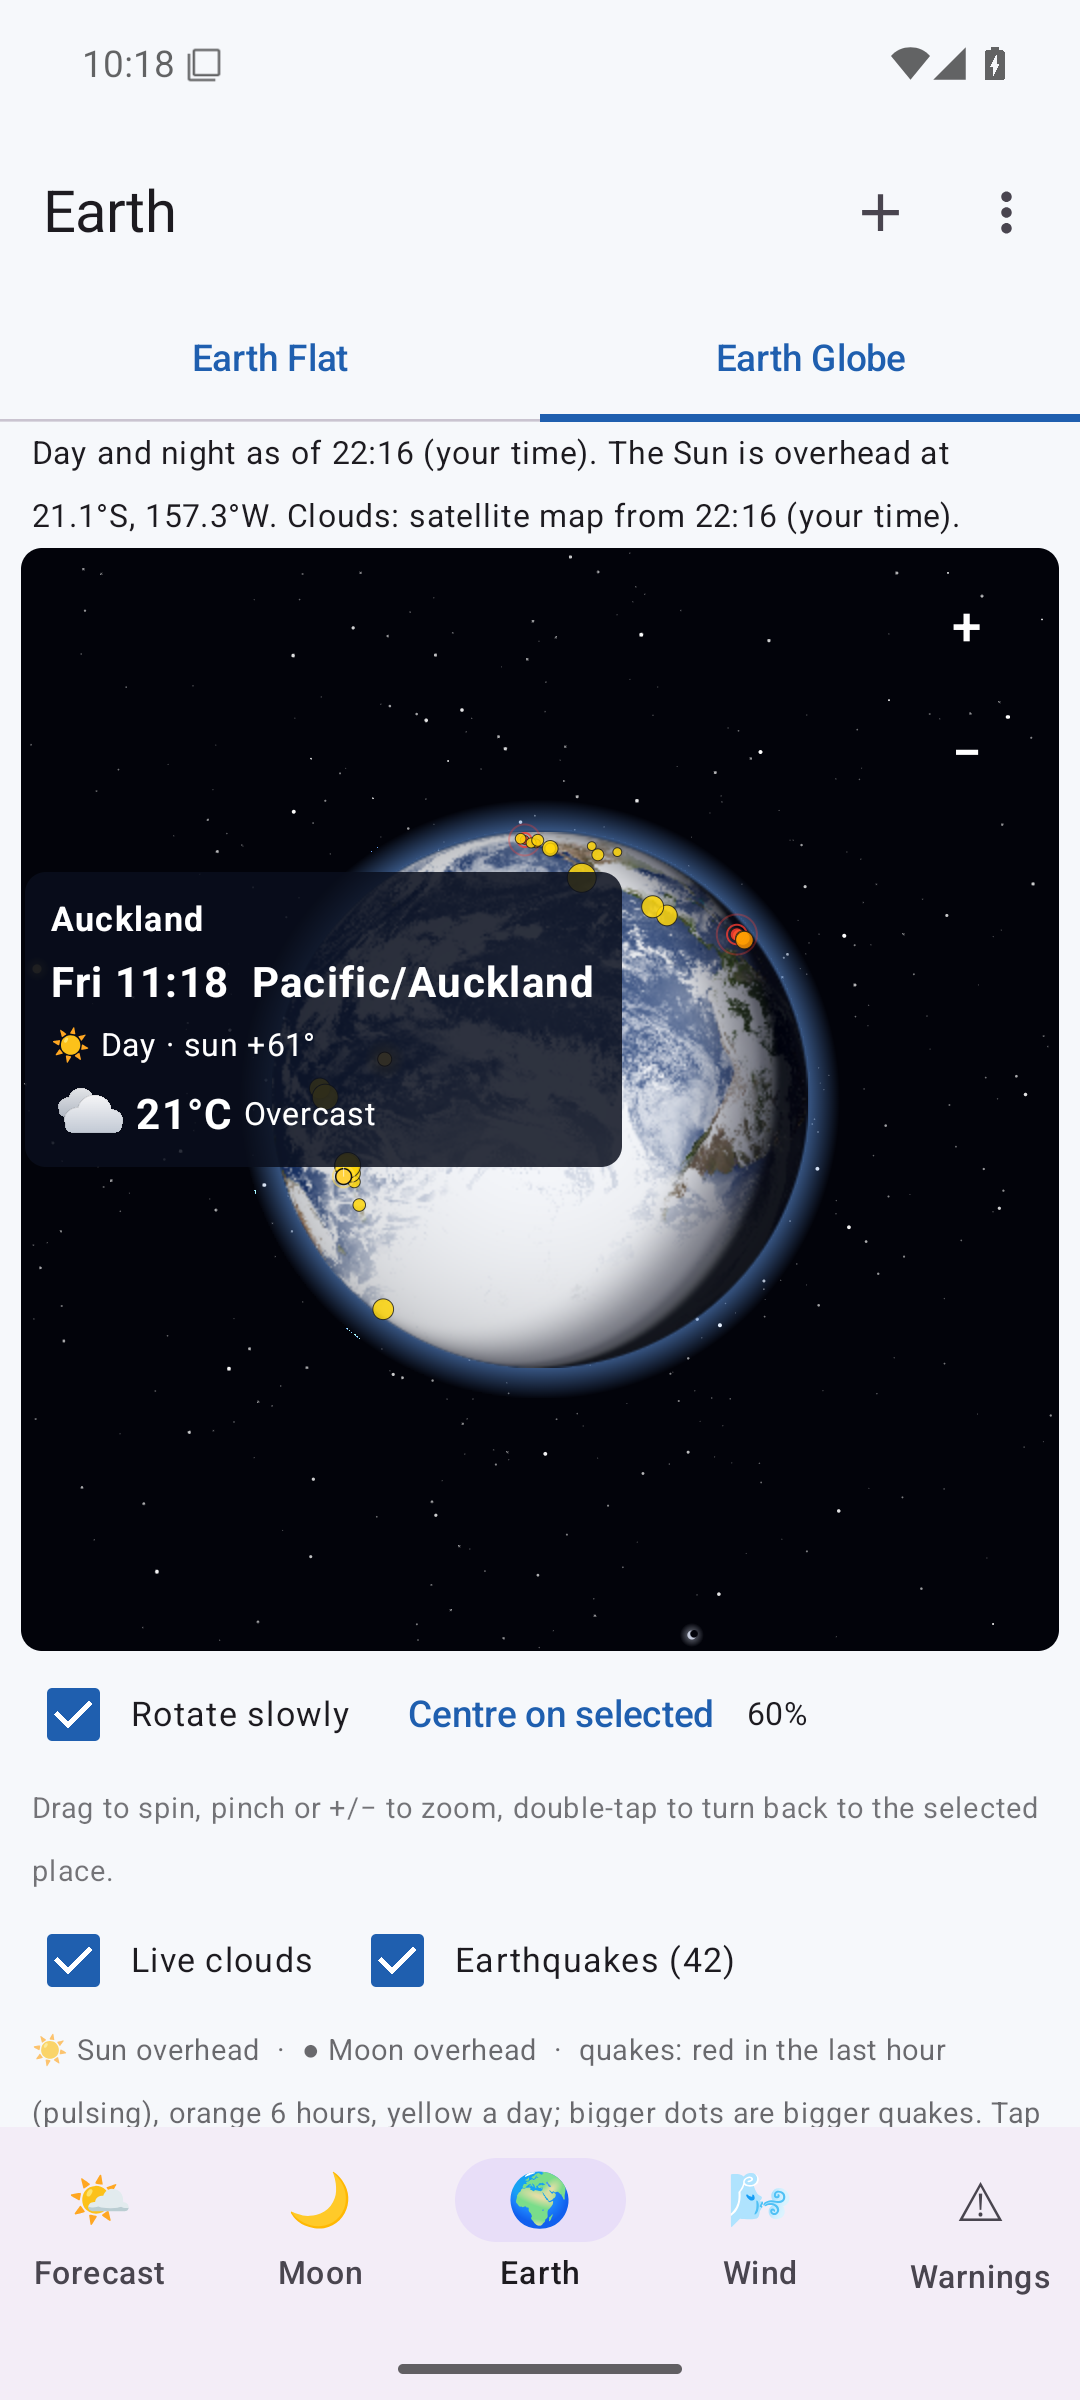 10:18
Earth
Earth Flat
Earth Globe
Day and night as of 22:16 (your time). The Sun is overhead at
21.1°S, 157.3°W. Clouds: satellite map from 22:16 (your time).
+
−
Auckland
Fri 11:18 Pacific/Auckland
Day · sun +61°
21°C Overcast
Rotate slowly
Centre on selected
60%
Drag to spin, pinch or +/− to zoom, double-tap to turn back to the selected
place.
Live clouds
Earthquakes (42)
☀️ Sun overhead · ● Moon overhead · quakes: red in the last hour
(pulsing), orange 6 hours, yellow a day; bigger dots are bigger quakes. Tap
Forecast
Moon
Earth
Wind
Warnings